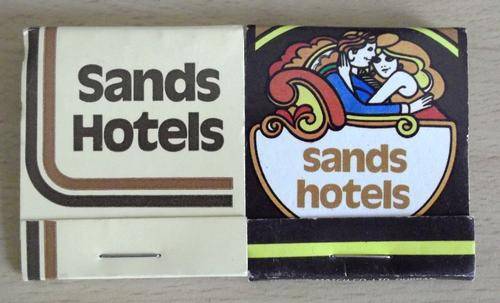 Sands
Hotels
sands
hotels